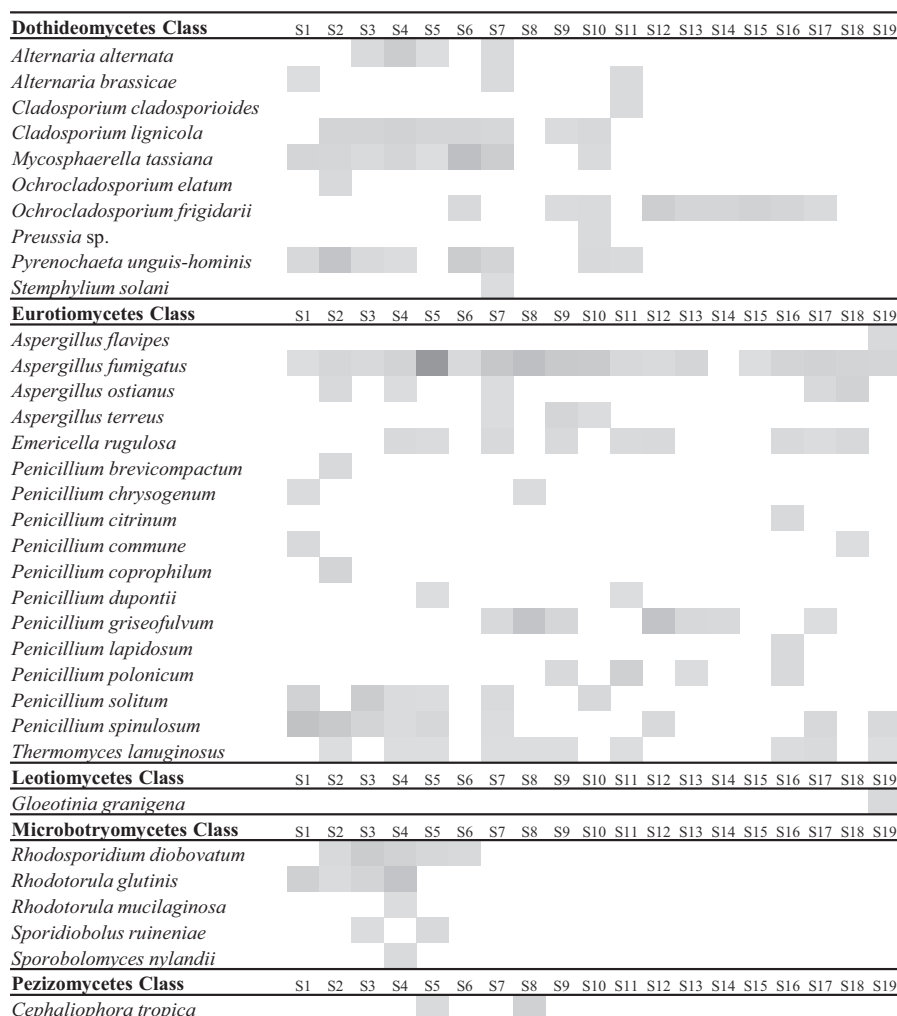 Dothideomycetes Class S1 S2 S3 S4 S5 S6 S7 S8 S9 S10 S11 S12 S13 S14 S15 S16 S17 S18 S19
Alternaria alternata
Alternaria brassicae
Cladosporium cladosporioides
Cladosporium lignicola
Mycosphaerella tassiana
Ochrocladosporium elatum
Ochrocladosporium frigidarii
Preussia sp.
Pyrenochaeta unguis-hominis
Stemphylium solani
Eurotiomycetes Class S1 S2 S3 S4 S5 S6 S7 S8 S9 S10 S11 S12 S13 S14 S15 S16 S17 S18 S19
Aspergillus flavipes
Aspergillus fumigatus
Aspergillus ostianus
Aspergillus terreus
Emericella rugulosa
Penicillium brevicompactum
Penicillium chrysogenum
Penicillium citrinum
Penicillium commune
Penicillium coprophilum
Penicillium dupontii
Penicillium griseofulvum
Penicillium lapidosum
Penicillium polonicum
Penicillium solitum
Penicillium spinulosum
Thermomyces lanuginosus
Leotiomycetes Class S1 S2 S3 S4 S5 S6 S7 S8 S9 S10 S11 S12 S13 S14 S15 S16 S17 S18 S19
Gloeotinia granigena
Microbotryomycetes Class S1 S2 S3 S4 S5 S6 S7 S8 S9 S10 S11 S12 S13 S14 S15 S16 S17 S18 S19
Rhodosporidium diobovatum
Rhodotorula glutinis
Rhodotorula mucilaginosa
Sporidiobolus ruineniae
Sporobolomyces nylandii
Pezizomycetes Class S1 S2 S3 S4 S5 S6 S7 S8 S9 S10 S11 S12 S13 S14 S15 S16 S17 S18 S19
Cephaliophora tropica